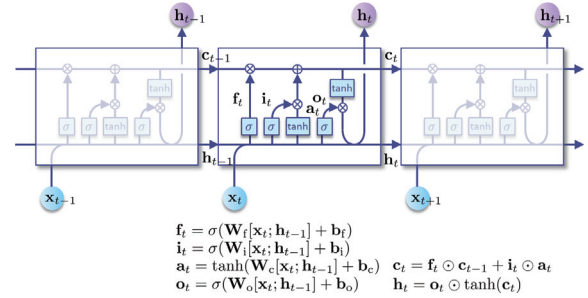 h_{t-1} h_t h_{t+1}
c_{t-1} c_t
tanh tanh tanh
f_t i_t o_t
a_t
σ σ tanh σ σ σ tanh σ σ σ tanh σ
h_{t-1} h_t
x_{t-1} x_t x_{t+1}
f_t = σ(W_f[x_t; h_{t-1}] + b_f)
i_t = σ(W_i[x_t; h_{t-1}] + b_i)
a_t = tanh(W_c[x_t; h_{t-1}] + b_c) c_t = f_t ⊙ c_{t-1} + i_t ⊙ a_t
o_t = σ(W_o[x_t; h_{t-1}] + b_o) h_t = o_t ⊙ tanh(c_t)